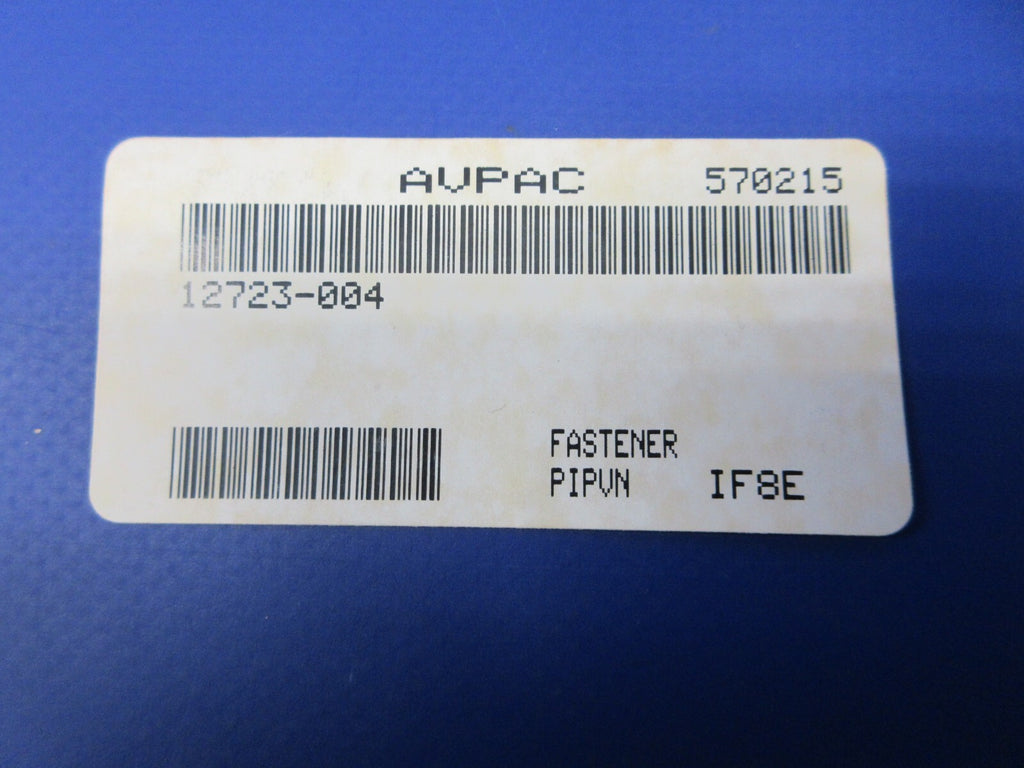 AVPAC 570215
12723-004
FASTENER
PIPVN IF8E